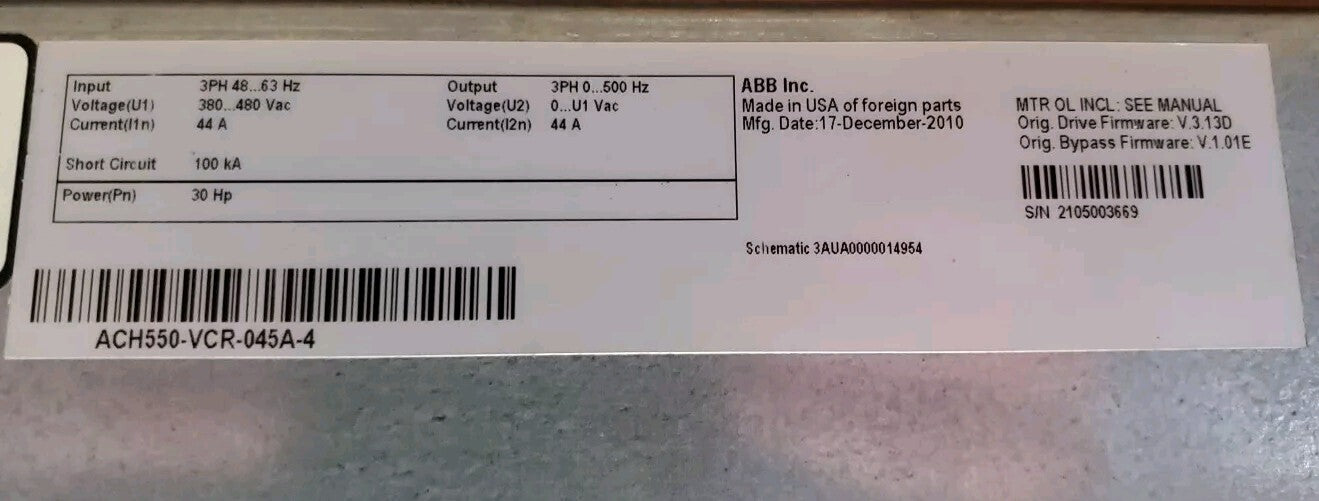 Input 3PH 48...63 Hz Output 3PH 0...500 Hz
Voltage(U1) 380...480 Vac Voltage(U2) 0...U1 Vac
Current(I1n) 44 A Current(I2n) 44 A
Short Circuit 100 kA
Power(Pn) 30 Hp
ABB Inc.
Made in USA of foreign parts
Mfg. Date:17-December-2010
MTR OL INCL: SEE MANUAL
Orig. Drive Firmware: V.3.13D
Orig. Bypass Firmware: V.1.01E
S/N 2105003669
Schematic 3AUA0000014954
ACH550-VCR-045A-4